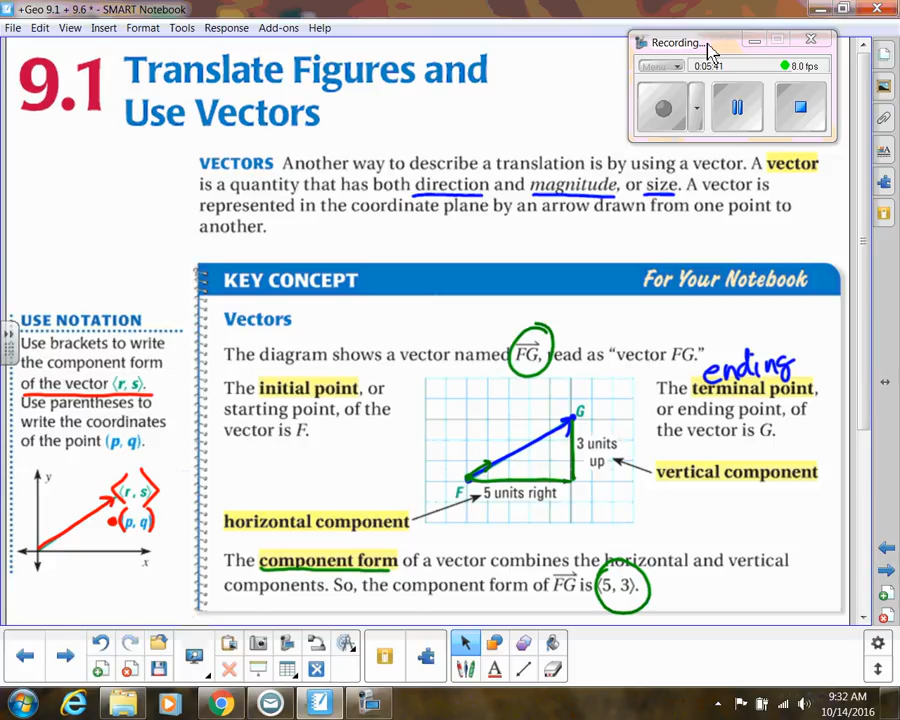 +Geo 9.1 + 9.6 * - SMART Notebook
File Edit View Insert Format Tools Response Add-ons Help
Recording...
Menu 0:05:41 8.0 fps
9.1 Translate Figures and
Use Vectors
VECTORS Another way to describe a translation is by using a vector. A vector
is a quantity that has both direction and magnitude, or size. A vector is
represented in the coordinate plane by an arrow drawn from one point to
another.
KEY CONCEPT For Your Notebook
Vectors
The diagram shows a vector named FG, read as “vector FG.”
The initial point, or
starting point, of the
vector is F.
G
3 units
up
F
5 units right
ending
The terminal point,
or ending point, of
the vector is G.
vertical component
horizontal component
The component form of a vector combines the horizontal and vertical
components. So, the component form of FG is ⟨5, 3⟩.
USE NOTATION
Use brackets to write
the component form
of the vector ⟨r, s⟩.
Use parentheses to
write the coordinates
of the point (p, q).
y
⟨r, s⟩
(p, q)
x
9:32 AM
10/14/2016